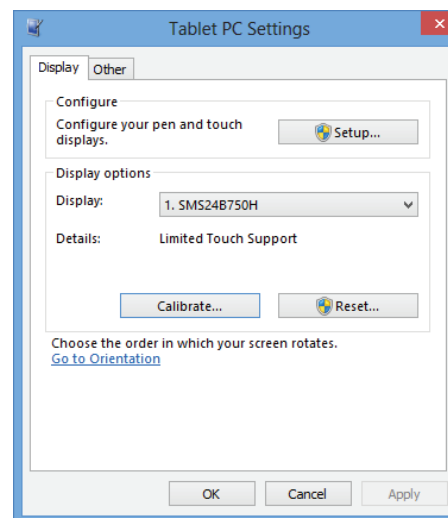 Tablet PC Settings
Display Other
Configure
Configure your pen and touch
displays.
Setup...
Display options
Display: 1. SMS24B750H
Details: Limited Touch Support
Calibrate... Reset...
Choose the order in which your screen rotates.
Go to Orientation
OK Cancel Apply